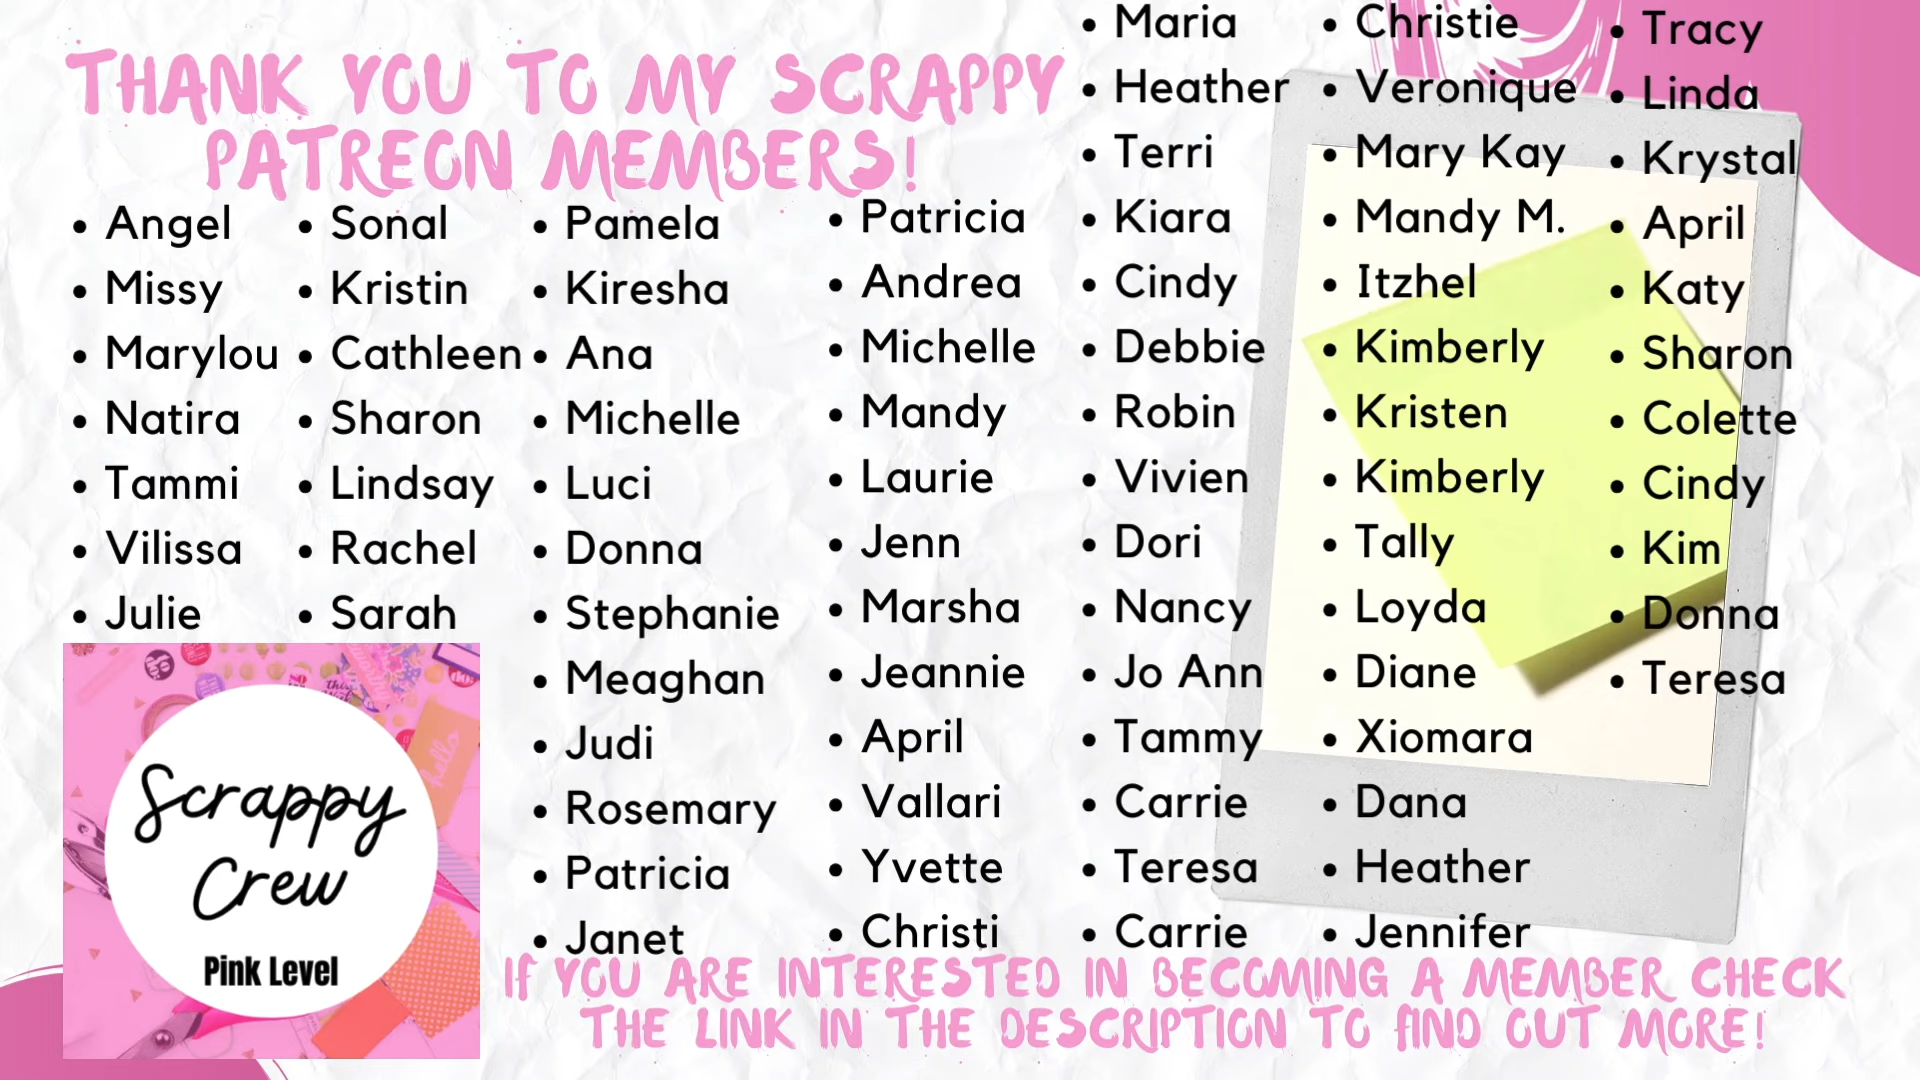 THANK YOU TO MY SCRAPPY
PATREON MEMBERS!
• Angel
• Missy
• Marylou
• Natira
• Tammi
• Vilissa
• Julie
• Sonal
• Kristin
• Cathleen
• Sharon
• Lindsay
• Rachel
• Sarah
• Pamela
• Kiresha
• Ana
• Michelle
• Luci
• Donna
• Stephanie
• Meaghan
• Judi
• Rosemary
• Patricia
• Janet
• Patricia
• Andrea
• Michelle
• Mandy
• Laurie
• Jenn
• Marsha
• Jeannie
• April
• Vallari
• Yvette
• Christi
• Maria
• Heather
• Terri
• Kiara
• Cindy
• Debbie
• Robin
• Vivien
• Dori
• Nancy
• Jo Ann
• Tammy
• Carrie
• Teresa
• Carrie
• Christie
• Veronique
• Mary Kay
• Mandy M.
• Itzhel
• Kimberly
• Kristen
• Kimberly
• Tally
• Loyda
• Diane
• Xiomara
• Dana
• Heather
• Jennifer
• Tracy
• Linda
• Krystal
• April
• Katy
• Sharon
• Colette
• Cindy
• Kim
• Donna
• Teresa
hello
Scrappy
Crew
Pink Level
IF YOU ARE INTERESTED IN BECOMING A MEMBER CHECK
THE LINK IN THE DESCRIPTION TO FIND OUT MORE!